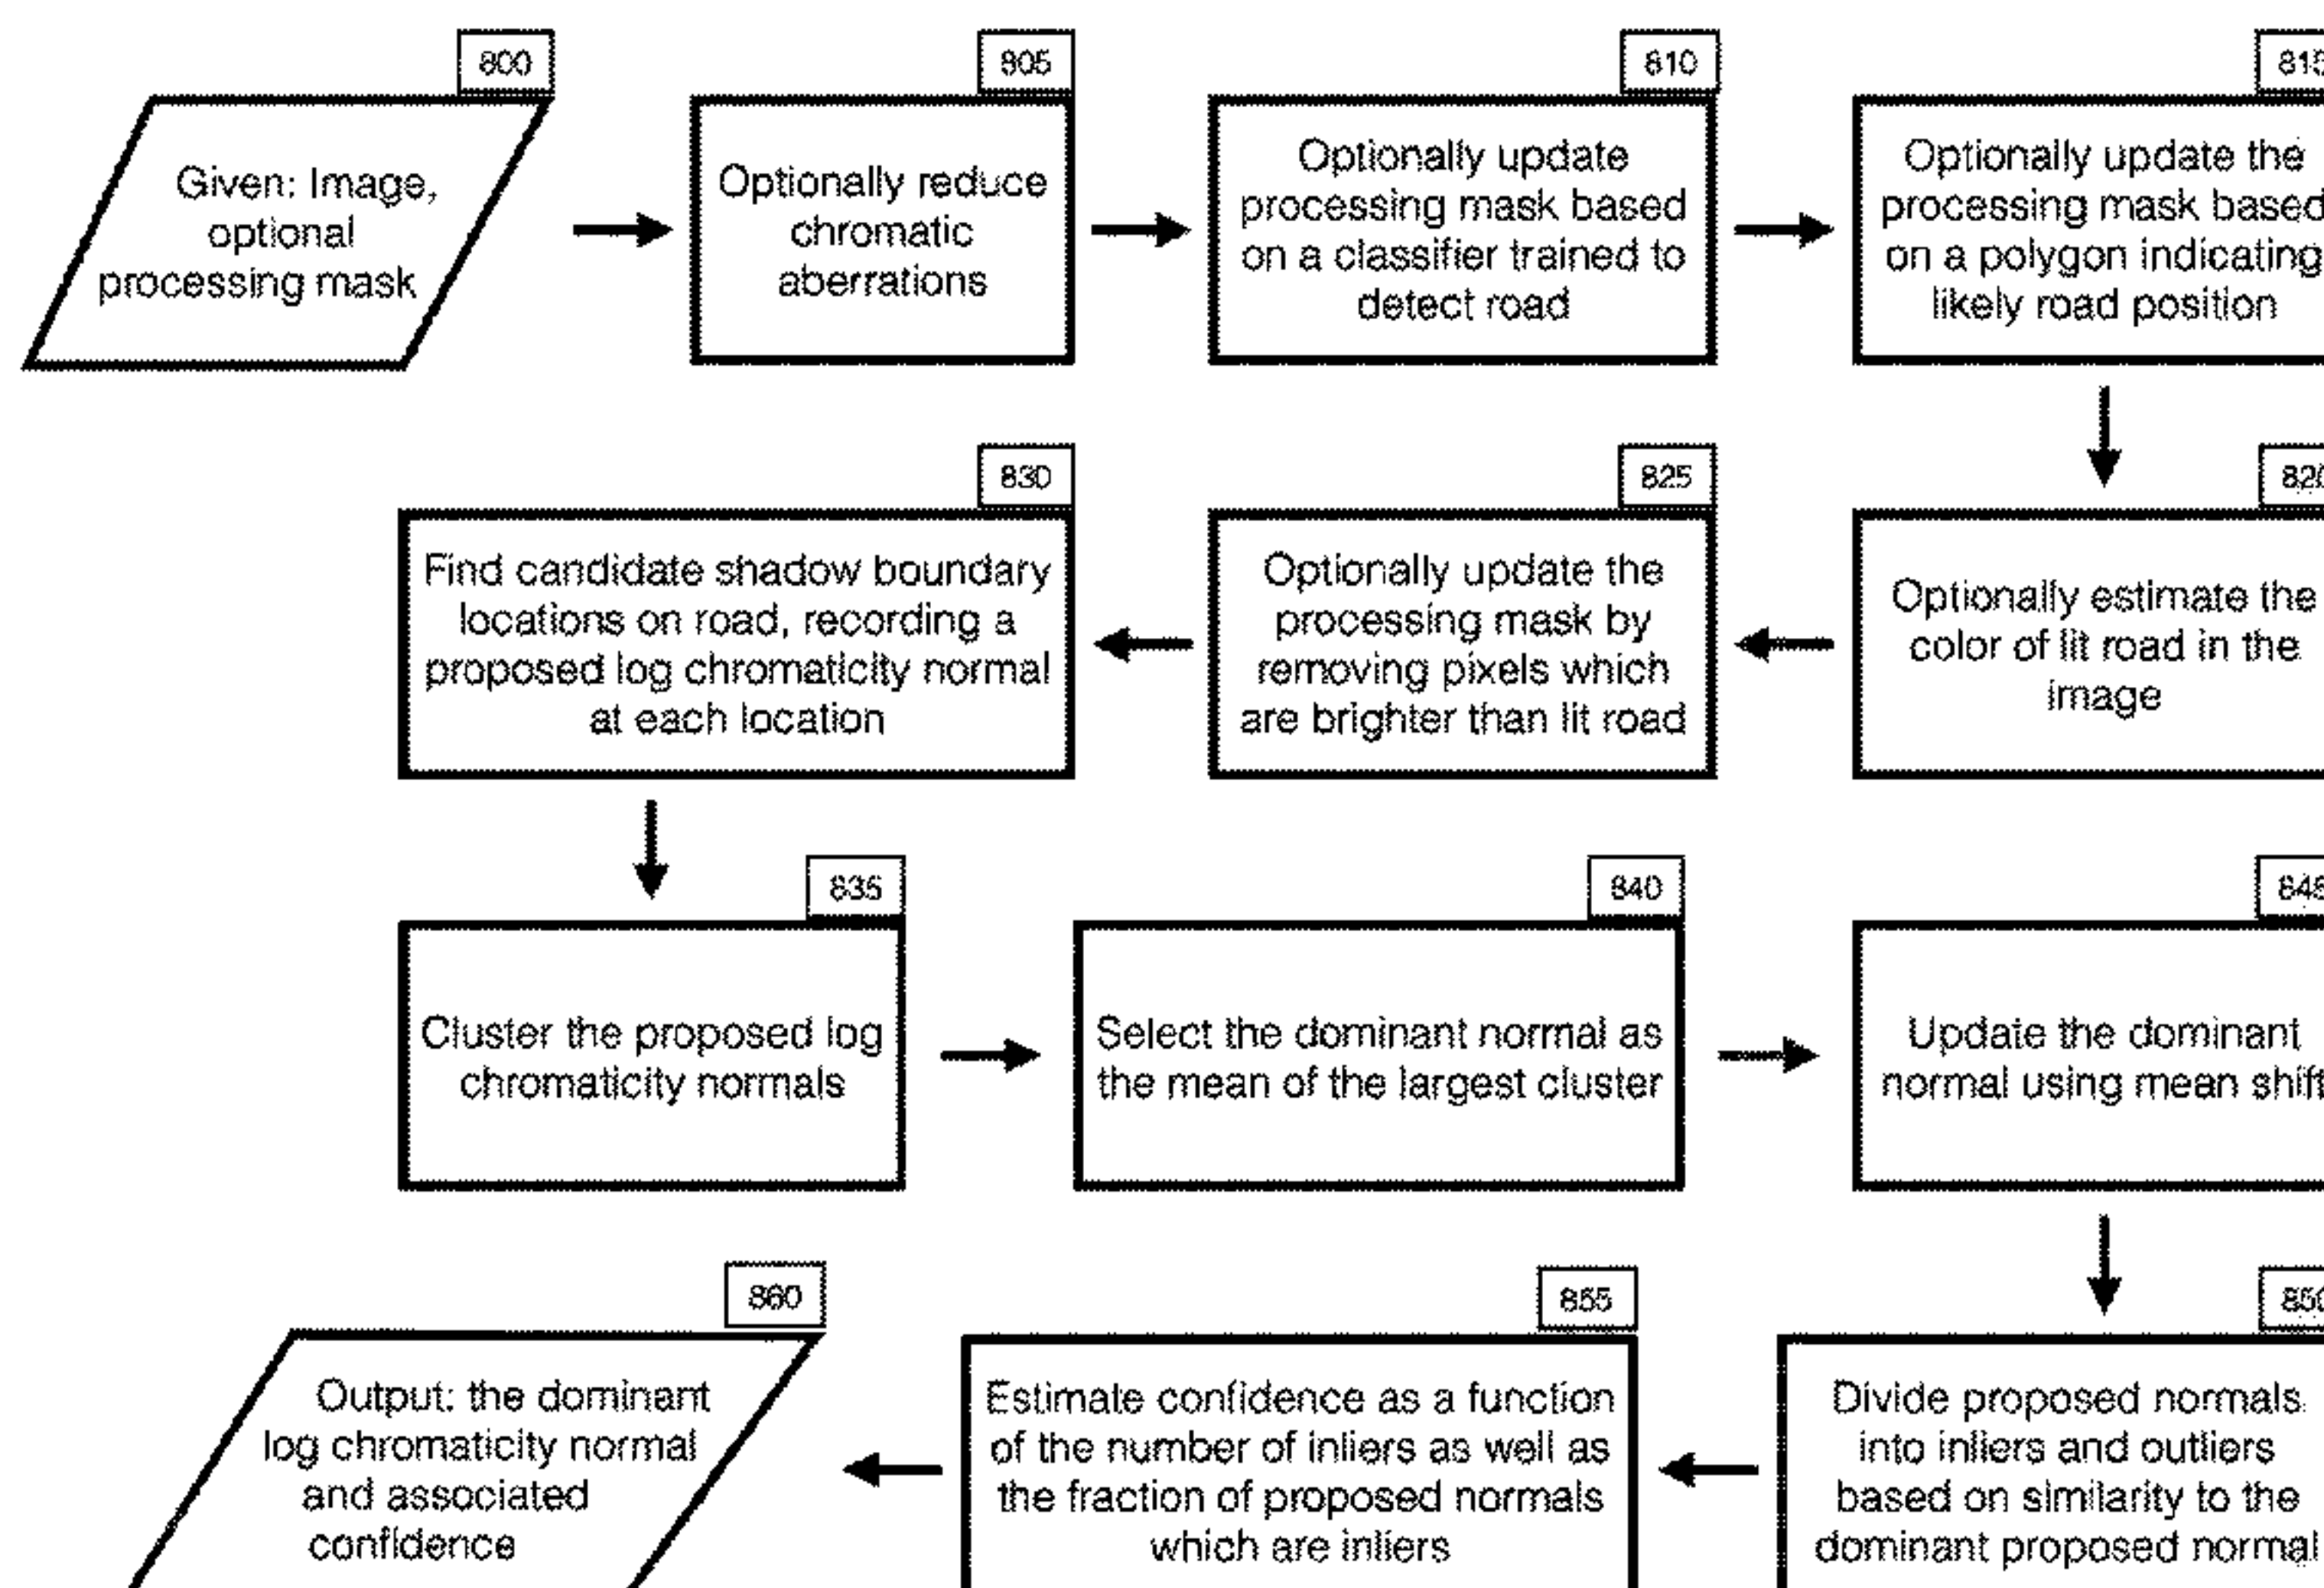 800
Given: Image,
optional
processing mask
805
Optionally reduce
chromatic
aberrations
810
Optionally update
processing mask based
on a classifier trained to
detect road
815
Optionally update the
processing mask based
on a polygon indicating
likely road position
820
Optionally estimate the
color of lit road in the
image
825
Optionally update the
processing mask by
removing pixels which
are brighter than lit road
830
Find candidate shadow boundary
locations on road, recording a
proposed log chromaticity normal
at each location
835
Cluster the proposed log
chromaticity normals
840
Select the dominant normal as
the mean of the largest cluster
845
Update the dominant
normal using mean shift
850
Divide proposed normals
into inliers and outliers
based on similarity to the
dominant proposed normal
855
Estimate confidence as a function
of the number of inliers as well as
the fraction of proposed normals
which are inliers
860
Output: the dominant
log chromaticity normal
and associated
confidence